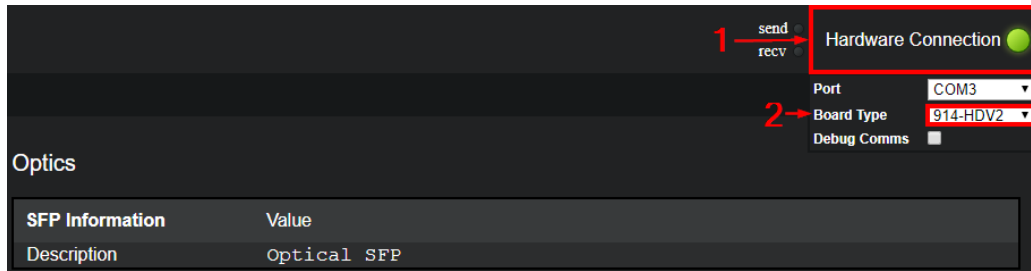 1
send
recv
Hardware Connection
Port COM3
2
Board Type 914-HDV2
Debug Comms
Optics
SFP Information Value
Description Optical SFP